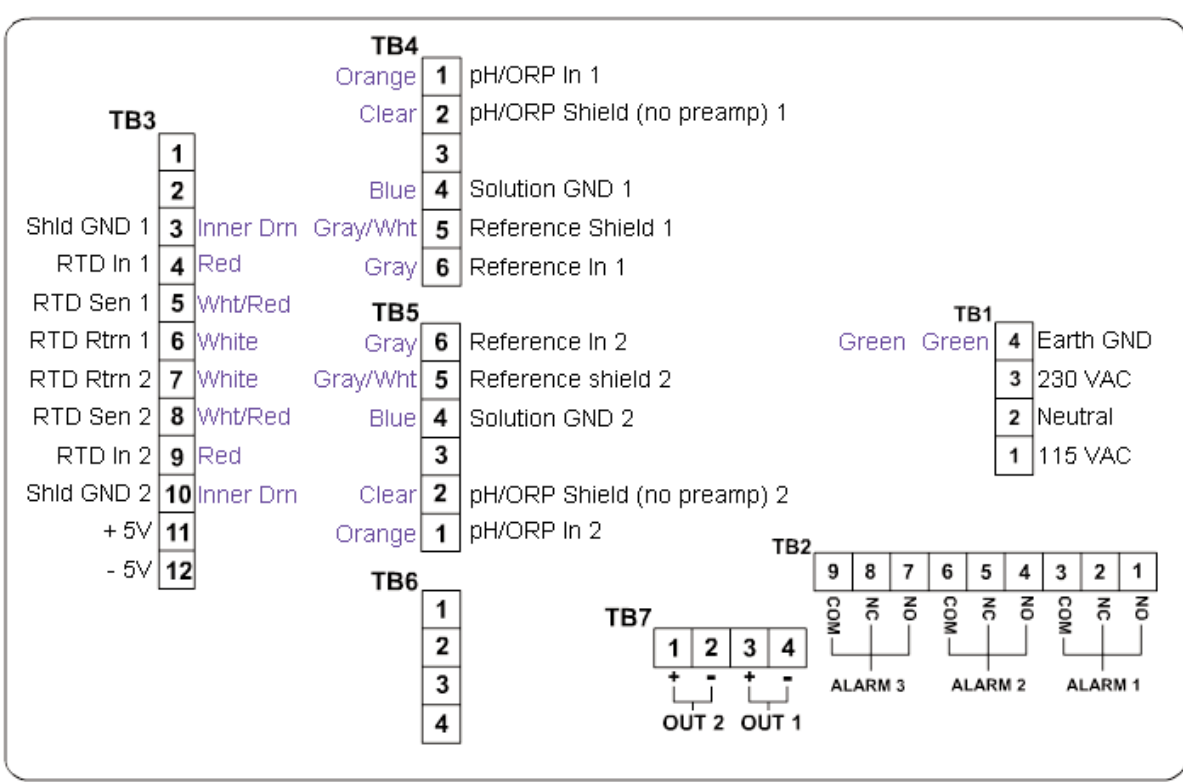 TB3
1
2
Shld GND 1 3 Inner Drn
RTD In 1 4 Red
RTD Sen 1 5 Wht/Red
RTD Rtrn 1 6 White
RTD Rtrn 2 7 White
RTD Sen 2 8 Wht/Red
RTD In 2 9 Red
Shld GND 2 10 Inner Drn
+ 5V 11
- 5V 12
TB4
Orange 1 pH/ORP In 1
Clear 2 pH/ORP Shield (no preamp) 1
3
Blue 4 Solution GND 1
Gray/Wht 5 Reference Shield 1
Gray 6 Reference In 1
TB5
Gray 6 Reference In 2
Gray/Wht 5 Reference shield 2
Blue 4 Solution GND 2
3
Clear 2 pH/ORP Shield (no preamp) 2
Orange 1 pH/ORP In 2
TB6
1
2
3
4
TB1
Green Green 4 Earth GND
3 230 VAC
2 Neutral
1 115 VAC
TB2
9 8 7 6 5 4 3 2 1
COM NC NO COM NC NO COM NC NO
ALARM 3 ALARM 2 ALARM 1
TB7
1 2 3 4
+ - + -
OUT 2 OUT 1